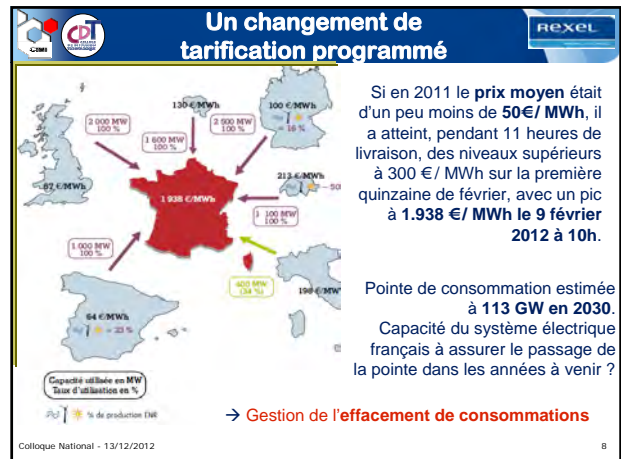 Un changement de
tarification programmé
CDT
REXEL
2 000 MW
100 %
130 €/MWh
1 600 MW
100 %
2 500 MW
100 %
100 €/MWh
= 16 %
87 €/MWh
1 938 €/MWh
213 €/MWh
1 100 MW
100 %
1 000 MW
100 %
400 MW
(34 %)
64 €/MWh
= 23 %
Capacité utilisée en MW
Taux d'utilisation en %
% de production ENR
Si en 2011 le prix moyen était
d'un peu moins de 50€/ MWh, il
a atteint, pendant 11 heures de
livraison, des niveaux supérieurs
à 300 €/ MWh sur la première
quinzaine de février, avec un pic
à 1.938 €/ MWh le 9 février
2012 à 10h.
Pointe de consommation estimée
à 113 GW en 2030.
Capacité du système électrique
français à assurer le passage de
la pointe dans les années à venir ?
→ Gestion de l'effacement de consommations
Colloque National - 13/12/2012
8